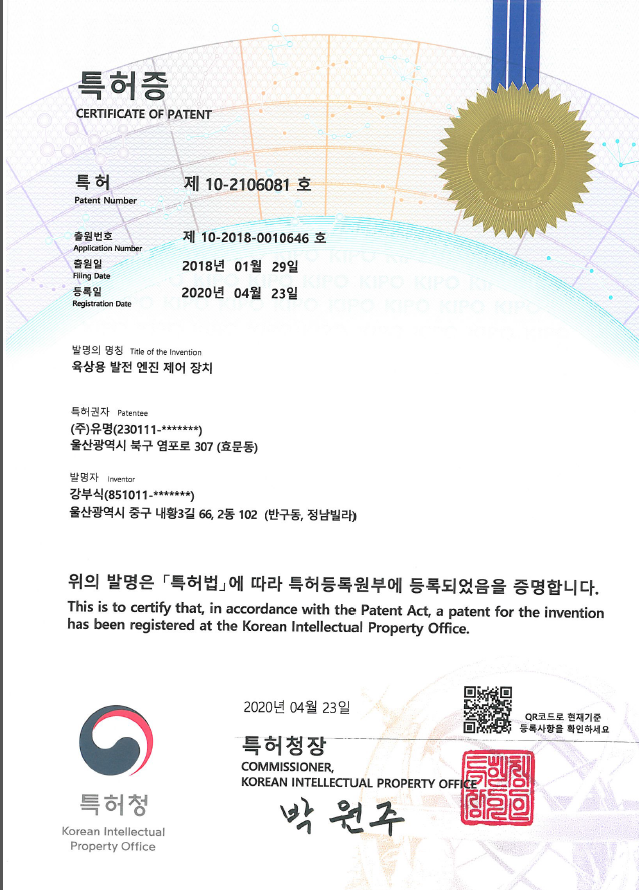 특허증
CERTIFICATE OF PATENT
특허 제 10-2106081 호
Patent Number
출원번호 제 10-2018-0010646 호
Application Number
출원일 2018년 01월 29일
Filing Date
등록일 2020년 04월 23일
Registration Date
발명의 명칭 Title of the Invention
육상용 발전 엔진 제어 장치
특허권자 Patentee
(주)유명(230111-*******)
울산광역시 북구 염포로 307 (효문동)
발명자 Inventor
강부식(851011-*******)
울산광역시 중구 내황3길 66, 2동 102 (반구동, 정남빌라)
위의 발명은 「특허법」에 따라 특허등록원부에 등록되었음을 증명합니다.
This is to certify that, in accordance with the Patent Act, a patent for the invention
has been registered at the Korean Intellectual Property Office.
2020년 04월 23일
QR코드로 현재기준
등록사항을 확인하세요
특허청장
COMMISSIONER,
KOREAN INTELLECTUAL PROPERTY OFFICE
박원주
특허청
Korean Intellectual
Property Office